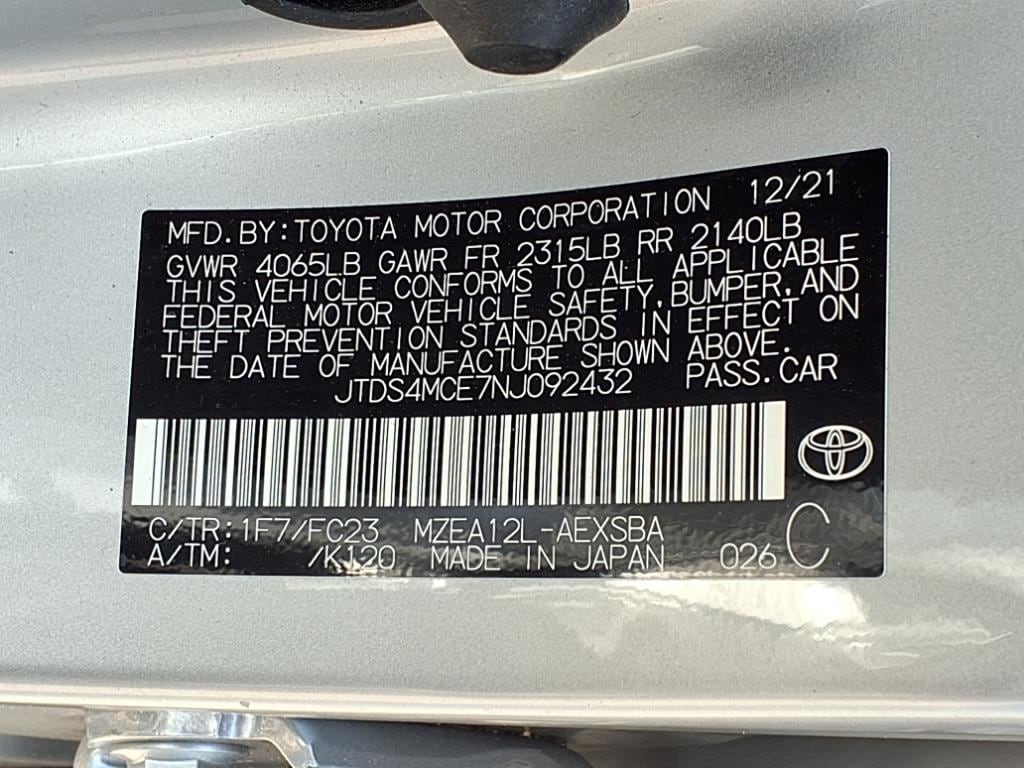 MFD.BY:TOYOTA MOTOR CORPORATION 12/21
GVWR 4065LB GAWR FR 2315LB RR 2140LB
THIS VEHICLE CONFORMS TO ALL APPLICABLE
FEDERAL MOTOR VEHICLE SAFETY,BUMPER,AND
THEFT PREVENTION STANDARDS IN EFFECT ON
THE DATE OF MANUFACTURE SHOWN ABOVE.
JTDS4MCE7NJ092432 PASS.CAR
C/TR:1F7/FC23 MZEA12L-AEXSBA
A/TM: /K120 MADE IN JAPAN 026 C